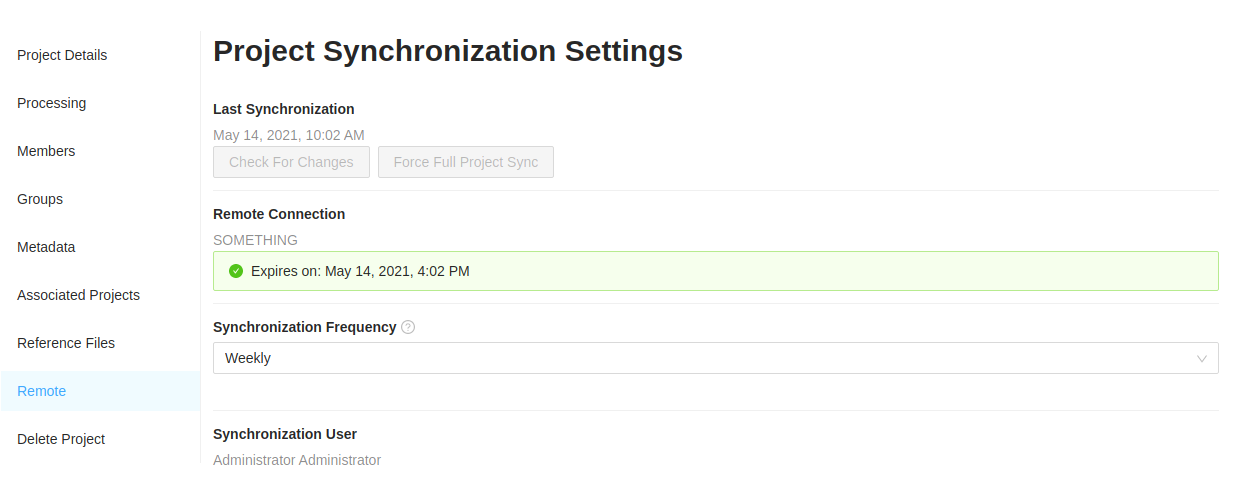 Project Details
Processing
Members
Groups
Metadata
Associated Projects
Reference Files
Remote
Delete Project
Project Synchronization Settings
Last Synchronization
May 14, 2021, 10:02 AM
Check For Changes Force Full Project Sync
Remote Connection
SOMETHING
Expires on: May 14, 2021, 4:02 PM
Synchronization Frequency
Weekly
Synchronization User
Administrator Administrator